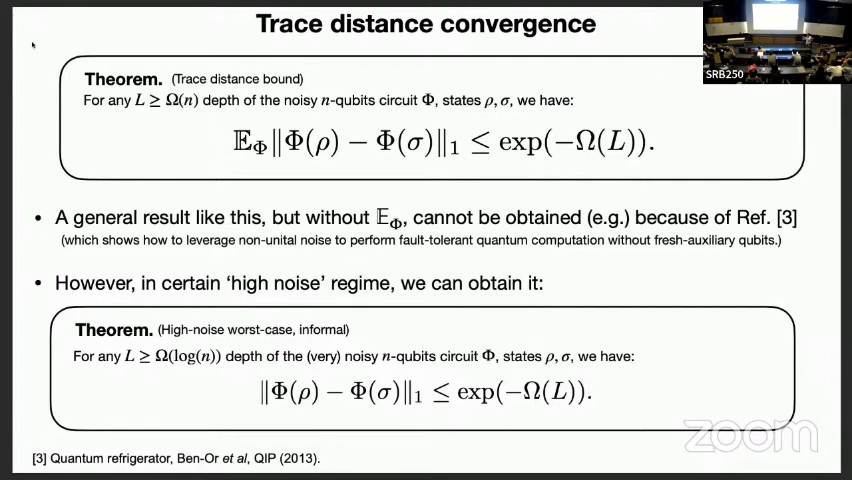 Trace distance convergence
SRB250
Theorem. (Trace distance bound)
For any L ≥ Ω(n) depth of the noisy n-qubits circuit Φ, states ρ, σ, we have:
𝔼_Φ‖Φ(ρ) − Φ(σ)‖₁ ≤ exp(−Ω(L)).
• A general result like this, but without 𝔼_Φ, cannot be obtained (e.g.) because of Ref. [3]
(which shows how to leverage non-unital noise to perform fault-tolerant quantum computation without fresh-auxiliary qubits.)
• However, in certain ‘high noise’ regime, we can obtain it:
Theorem. (High-noise worst-case, informal)
For any L ≥ Ω(log(n)) depth of the (very) noisy n-qubits circuit Φ, states ρ, σ, we have:
‖Φ(ρ) − Φ(σ)‖₁ ≤ exp(−Ω(L)).
zoom
[3] Quantum refrigerator, Ben-Or et al, QIP (2013).